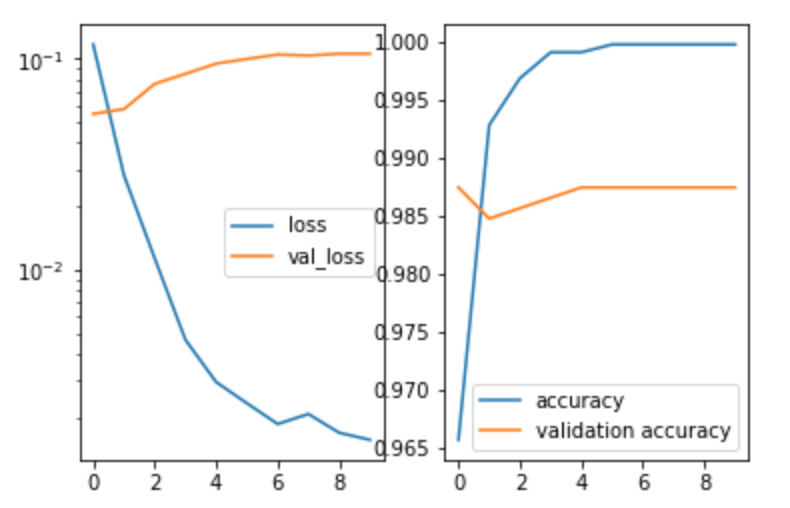 10⁻¹
10⁻²
loss
val_loss
0 2 4 6 8
1.000
0.995
0.990
0.985
0.980
0.975
0.970
0.965
accuracy
validation accuracy
0 2 4 6 8